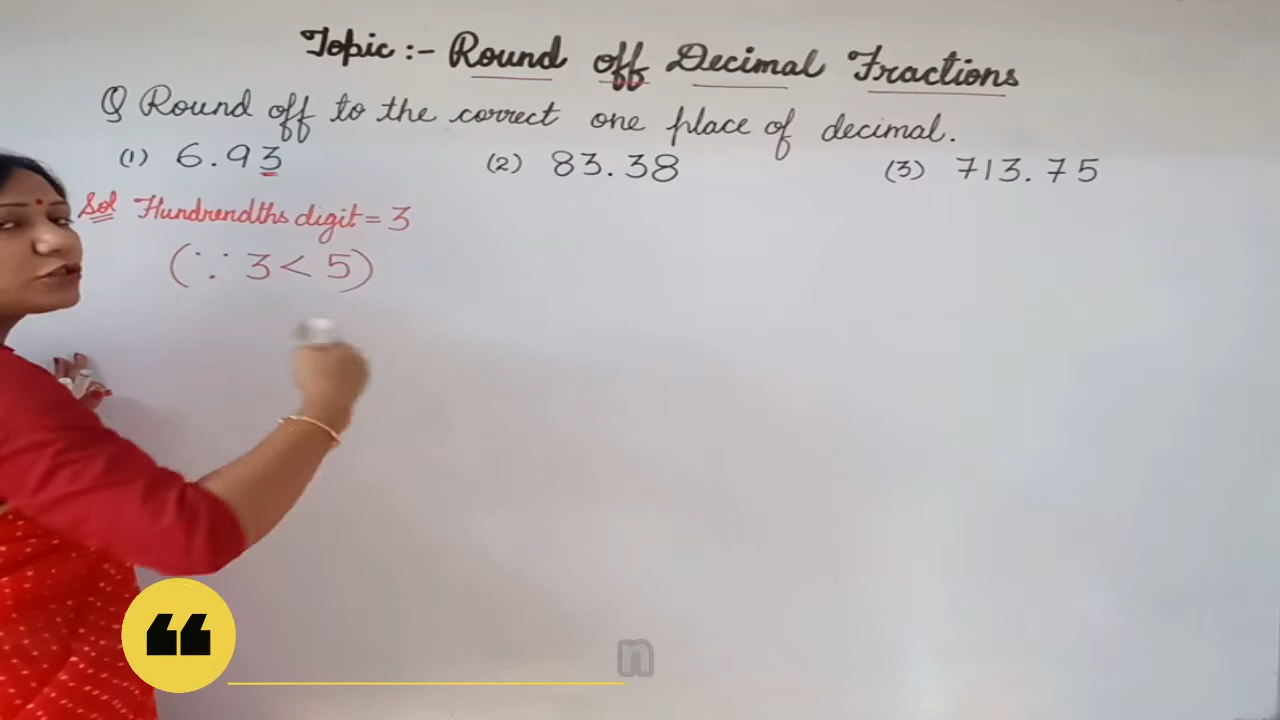 Topic :- Round off Decimal Fractions
Q Round off to the correct one place of decimal.
(1) 6.93 (2) 83.38 (3) 713.75
Sol Hundrendths digit = 3
(∵ 3 < 5)
❝
n